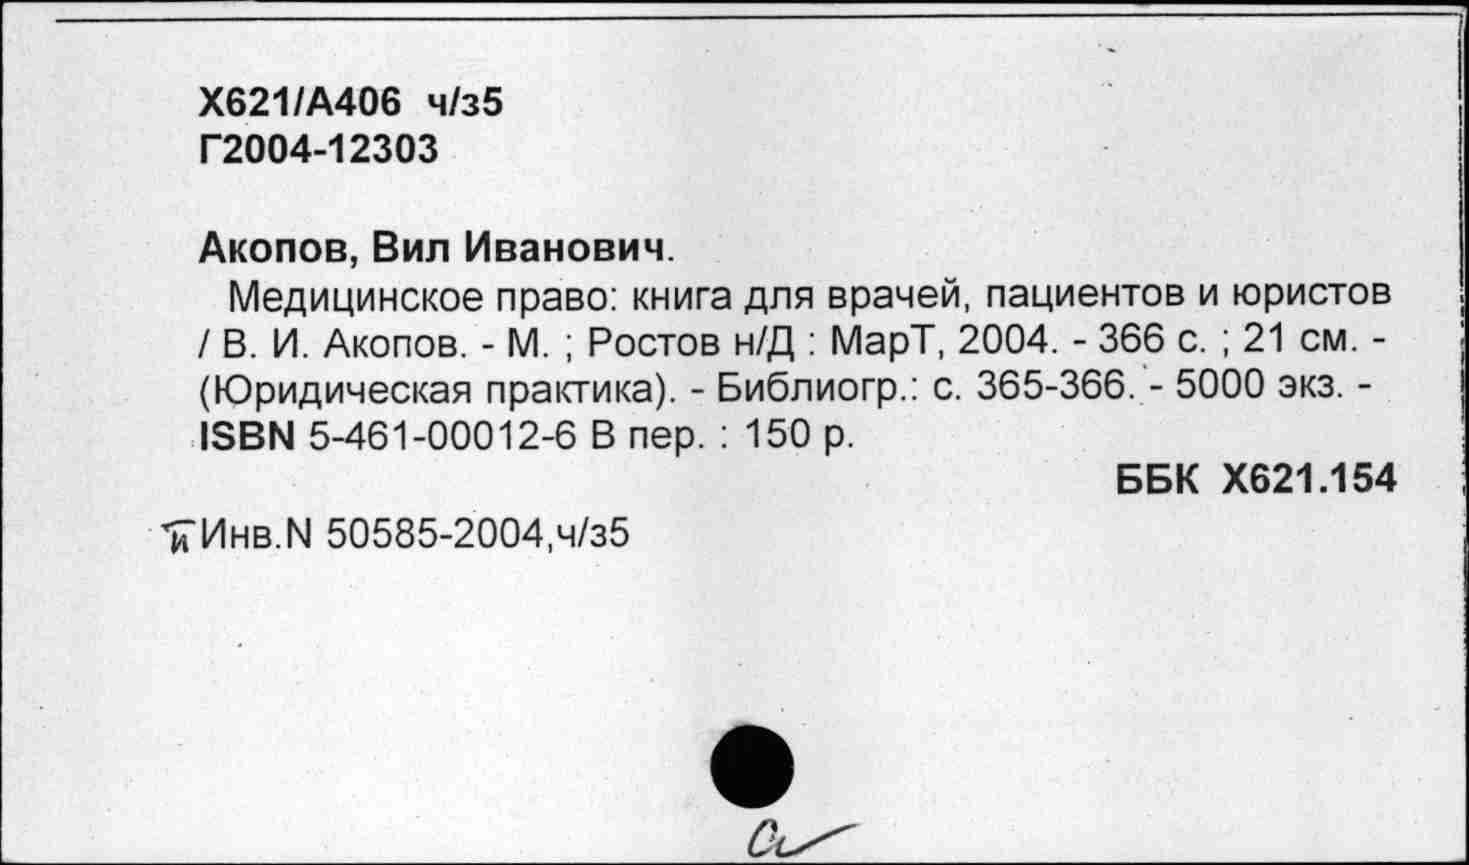 Х621/А406 ч/з5
Г2004-12303
Акопов, Вил Иванович.
Медицинское право: книга для врачей, пациентов и юристов
/ В. И. Акопов. - М. ; Ростов н/Д : МарТ, 2004. - 366 с. ; 21 см. -
(Юридическая практика). - Библиогр.: с. 365-366. - 5000 экз. -
ISBN 5-461-00012-6 В пер. : 150 р.
ББК Х621.154
Инв.N 50585-2004,ч/з5